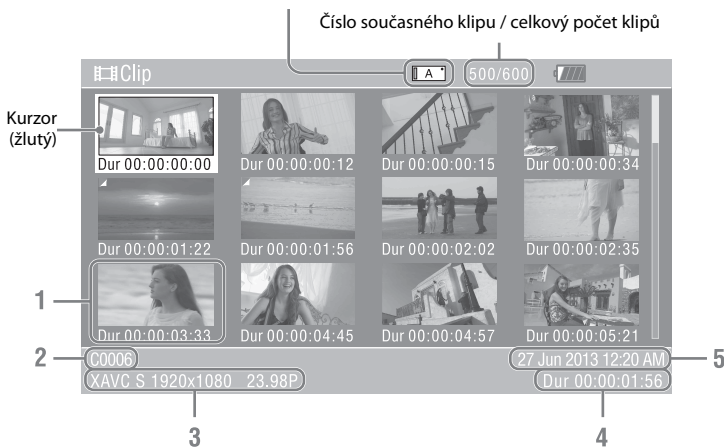 Číslo současného klipu / celkový počet klipů
Clip
A
500/600
Kurzor
(žlutý)
Dur 00:00:00:00
Dur 00:00:00:12
Dur 00:00:00:15
Dur 00:00:00:34
Dur 00:00:01:22
Dur 00:00:01:56
Dur 00:00:02:02
Dur 00:00:02:35
1
Dur 00:00:03:33
Dur 00:00:04:45
Dur 00:00:04:57
Dur 00:00:05:21
2
C0006
27 Jun 2013 12:20 AM
5
XAVC S 1920x1080 23.98P
Dur 00:00:01:56
3
4